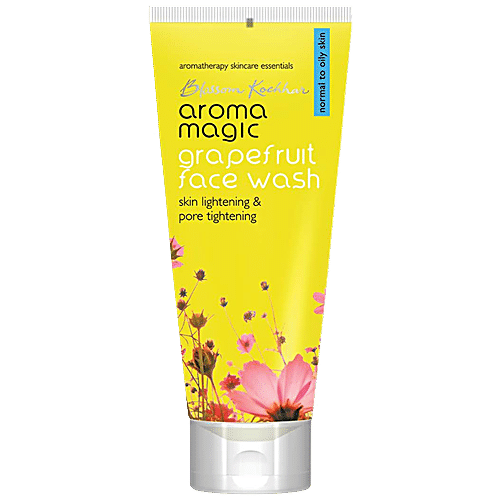 aromatherapy skincare essentials
Blossom Kochhar
aroma
magic
grapefruit
face wash
skin lightening &
pore tightening
normal to oily skin